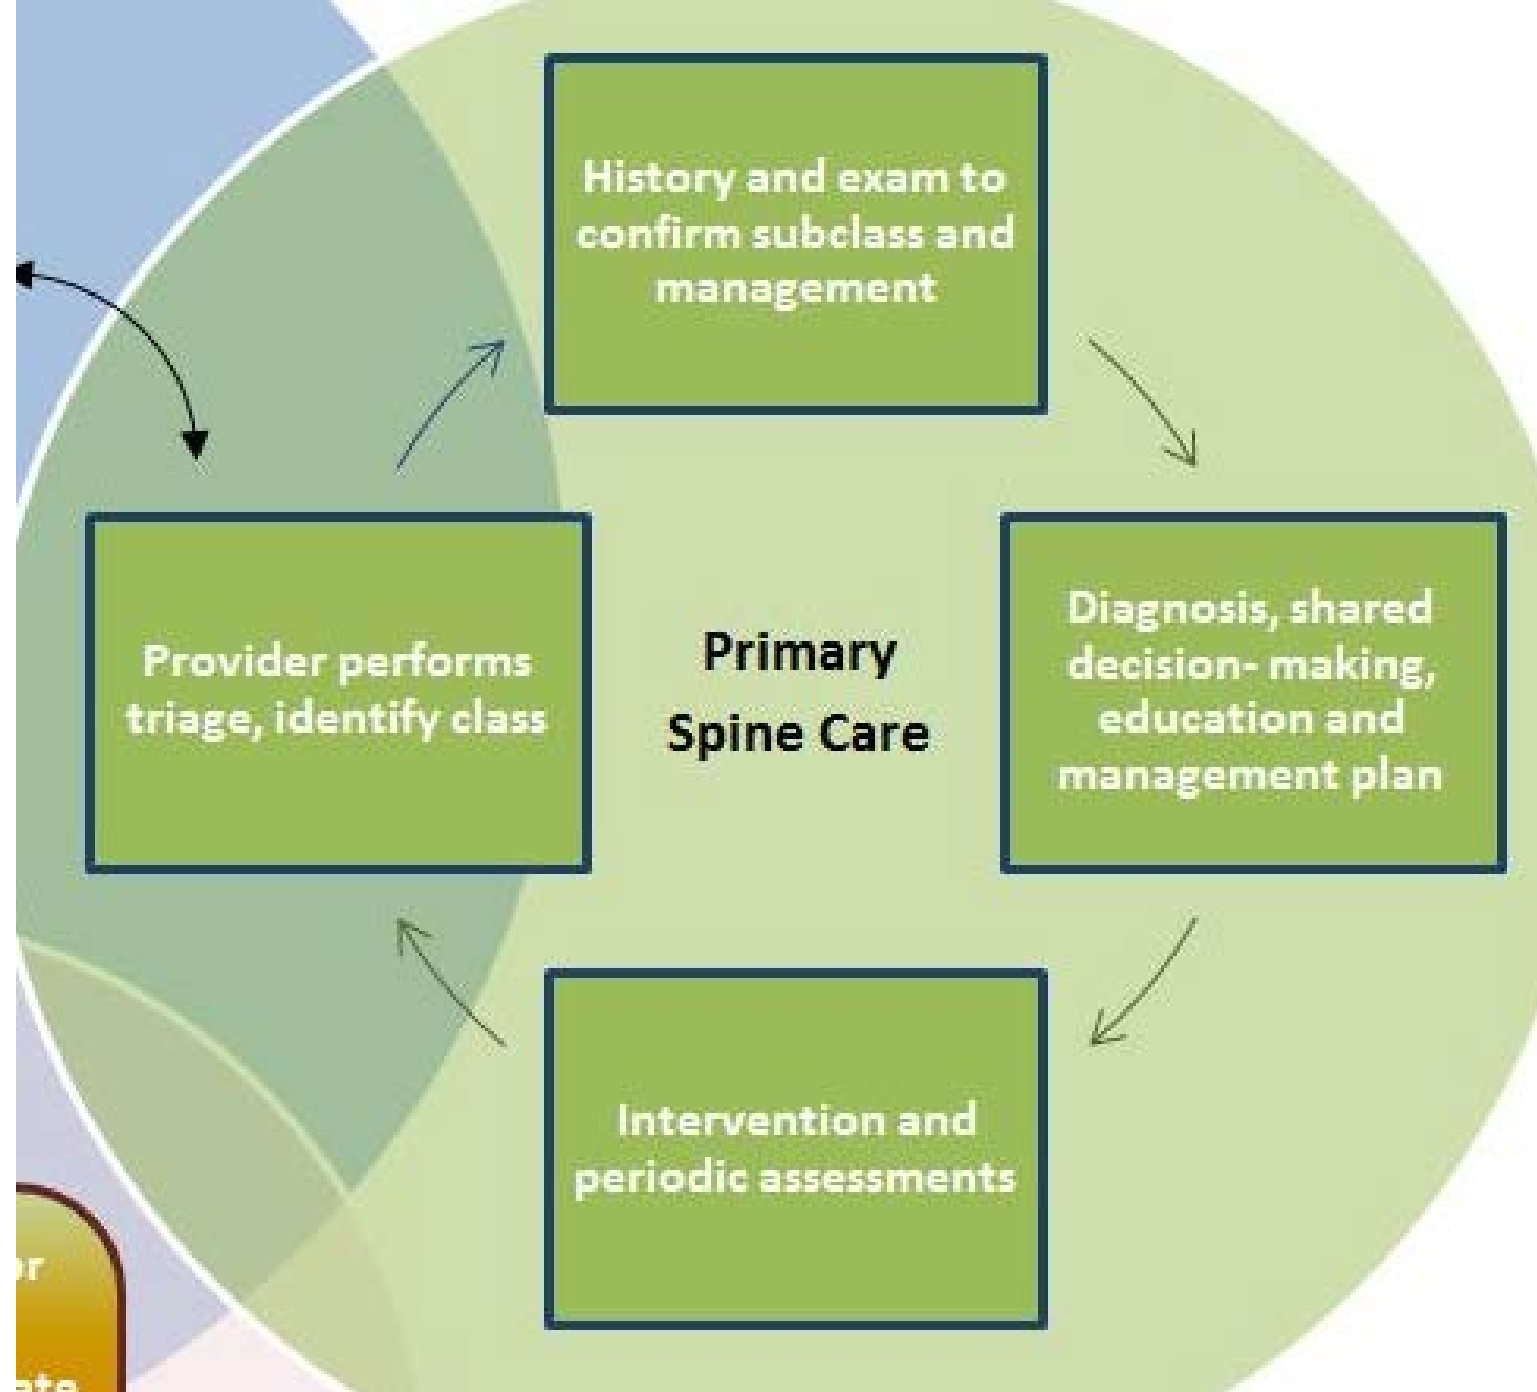 History and exam to
confirm subclass and
management
Provider performs
triage, identify class
Primary
Spine Care
Diagnosis, shared
decision- making,
education and
management plan
Intervention and
periodic assessments